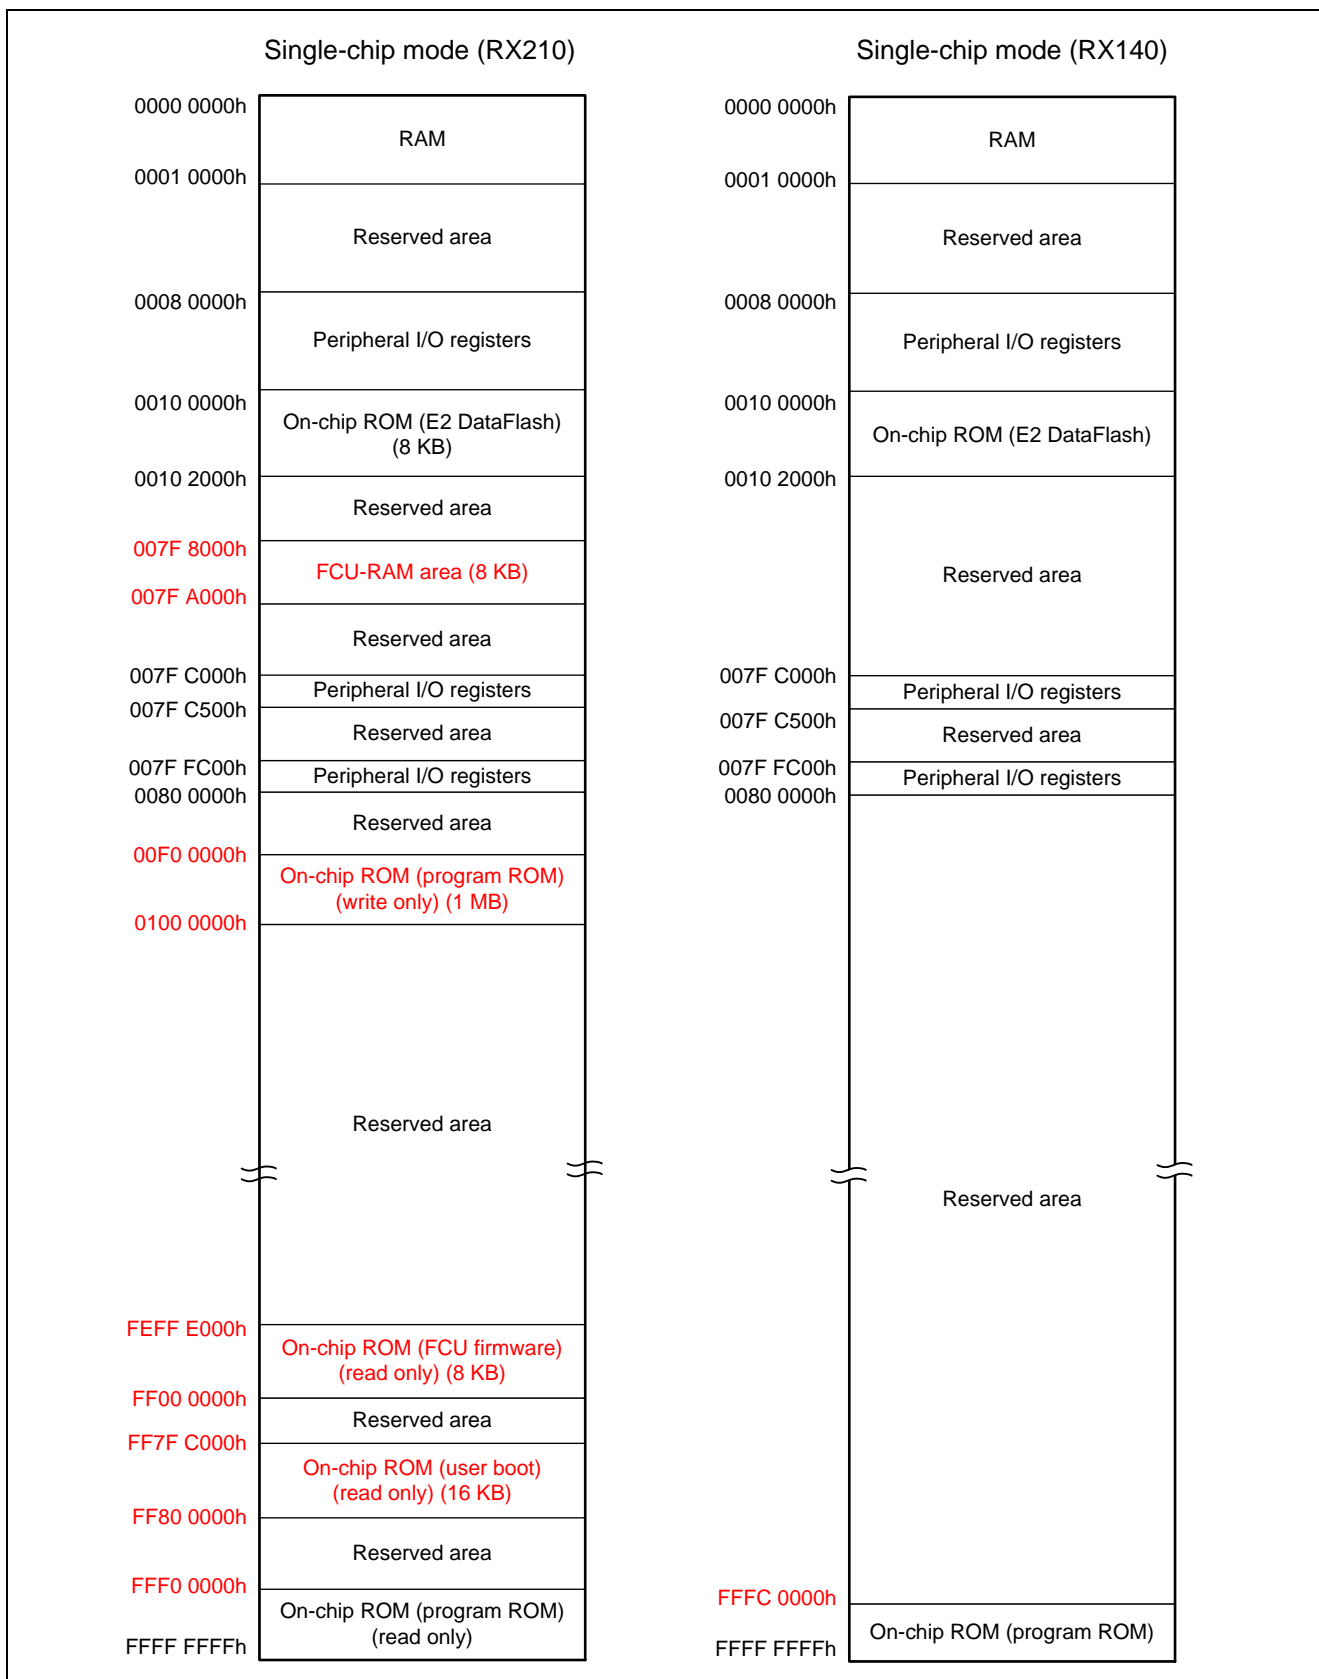 Single-chip mode (RX210)
0000 0000h
RAM
0001 0000h
Reserved area
0008 0000h
Peripheral I/O registers
0010 0000h
On-chip ROM (E2 DataFlash)
(8 KB)
0010 2000h
Reserved area
007F 8000h
FCU-RAM area (8 KB)
007F A000h
Reserved area
007F C000h
Peripheral I/O registers
007F C500h
Reserved area
007F FC00h
Peripheral I/O registers
0080 0000h
Reserved area
00F0 0000h
On-chip ROM (program ROM)
(write only) (1 MB)
0100 0000h
Reserved area
FEFF E000h
On-chip ROM (FCU firmware)
(read only) (8 KB)
FF00 0000h
Reserved area
FF7F C000h
On-chip ROM (user boot)
(read only) (16 KB)
FF80 0000h
Reserved area
FFF0 0000h
On-chip ROM (program ROM)
(read only)
FFFF FFFFh
Single-chip mode (RX140)
0000 0000h
RAM
0001 0000h
Reserved area
0008 0000h
Peripheral I/O registers
0010 0000h
On-chip ROM (E2 DataFlash)
0010 2000h
Reserved area
007F C000h
Peripheral I/O registers
007F C500h
Reserved area
007F FC00h
Peripheral I/O registers
0080 0000h
Reserved area
FFFC 0000h
On-chip ROM (program ROM)
FFFF FFFFh